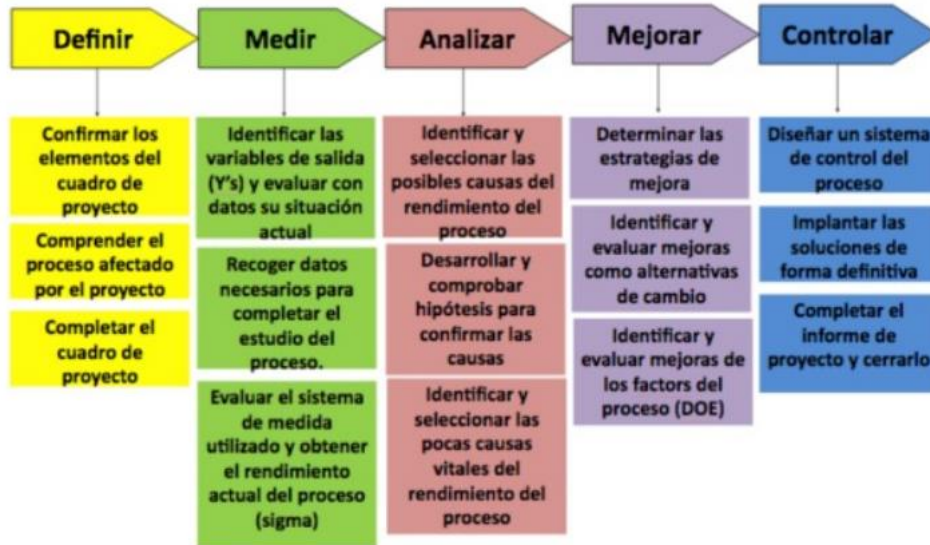 Definir
Medir
Analizar
Mejorar
Controlar
Confirmar los
elementos del
cuadro de
proyecto
Comprender el
proceso afectado
por el proyecto
Completar el
cuadro de
proyecto
Identificar las
variables de salida
(Y's) y evaluar con
datos su situación
actual
Recoger datos
necesarios para
completar el
estudio del
proceso.
Evaluar el sistema
de medida
utilizado y obtener
el rendimiento
actual del proceso
(sigma)
Identificar y
seleccionar las
posibles causas del
rendimiento del
proceso
Desarrollar y
comprobar
hipótesis para
confirmar las
causas
Identificar y
seleccionar las
pocas causas
vitales del
rendimiento del
proceso
Determinar las
estrategias de
mejora
Identificar y
evaluar mejoras
como alternativas
de cambio
Identificar y
evaluar mejoras de
los factors del
proceso (DOE)
Diseñar un sistema
de control del
proceso
Implantar las
soluciones de
forma definitiva
Completar el
informe de
proyecto y cerrarlo